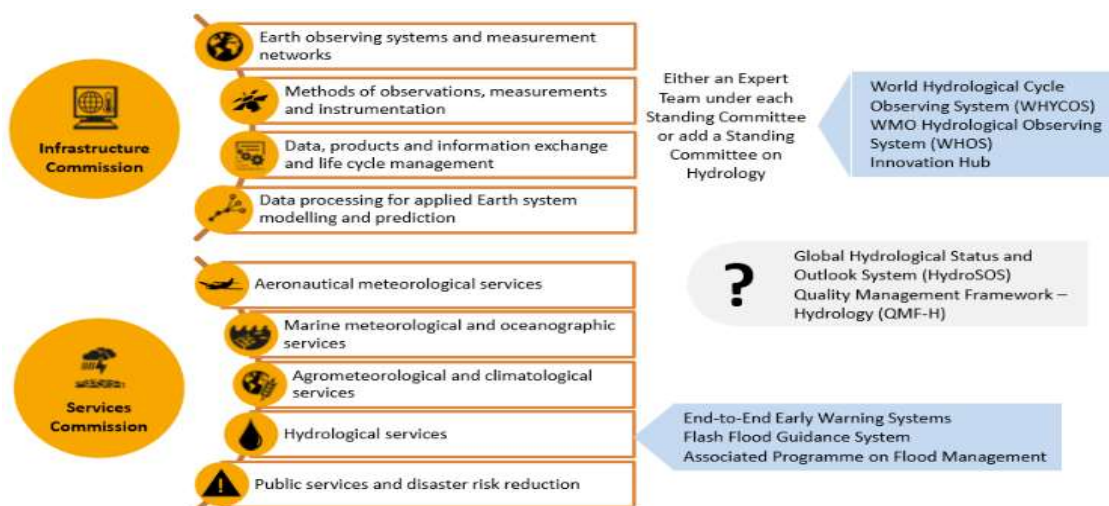 Infrastructure
Commission
Earth observing systems and measurement
networks
Methods of observations, measurements
and instrumentation
Data, products and information exchange
and life cycle management
Data processing for applied Earth system
modelling and prediction
Either an Expert
Team under each
Standing Committee
or add a Standing
Committee on
Hydrology
World Hydrological Cycle
Observing System (WHYCOS)
WMO Hydrological Observing
System (WHOS)
Innovation Hub
?
Global Hydrological Status and
Outlook System (HydroSOS)
Quality Management Framework –
Hydrology (QMF-H)
Services
Commission
Aeronautical meteorological services
Marine meteorological and oceanographic
services
Agrometeorological and climatological
services
Hydrological services
Public services and disaster risk reduction
End-to-End Early Warning Systems
Flash Flood Guidance System
Associated Programme on Flood Management